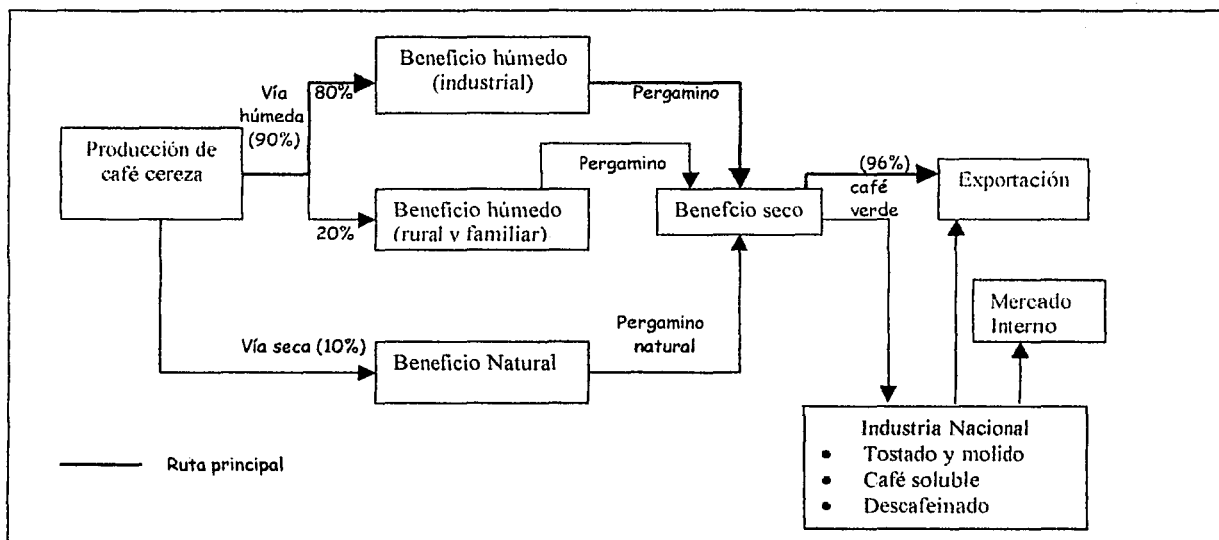 Beneficio húmedo
(industrial)
Vía
húmeda
(90%)
80%
Pergamino
Producción de
café cereza
20%
Beneficio húmedo
(rural y familiar)
Pergamino
Benefcio seco
(96%)
café
verde
Exportación
Mercado
Interno
Vía seca (10%)
Beneficio Natural
Pergamino
natural
Industria Nacional
• Tostado y molido
• Café soluble
• Descafeinado
Ruta principal